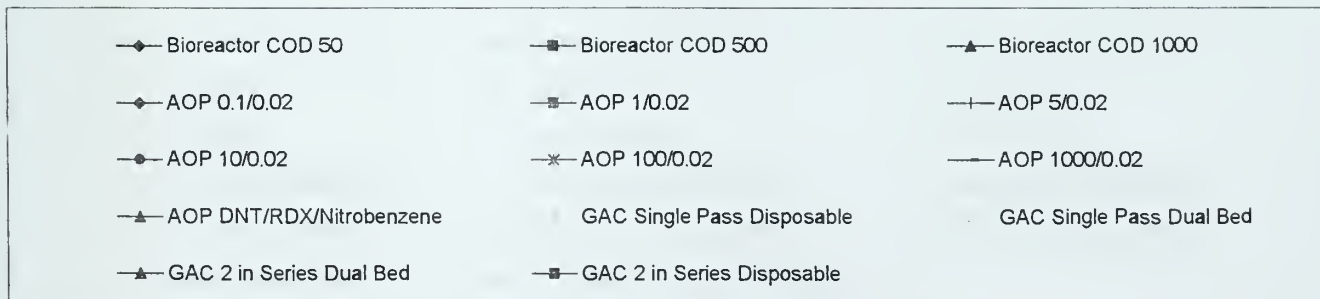 Bioreactor COD 50 Bioreactor COD 500 Bioreactor COD 1000
AOP 0.1/0.02 AOP 1/0.02 AOP 5/0.02
AOP 10/0.02 AOP 100/0.02 AOP 1000/0.02
AOP DNT/RDX/Nitrobenzene GAC Single Pass Disposable GAC Single Pass Dual Bed
GAC 2 in Series Dual Bed GAC 2 in Series Disposable